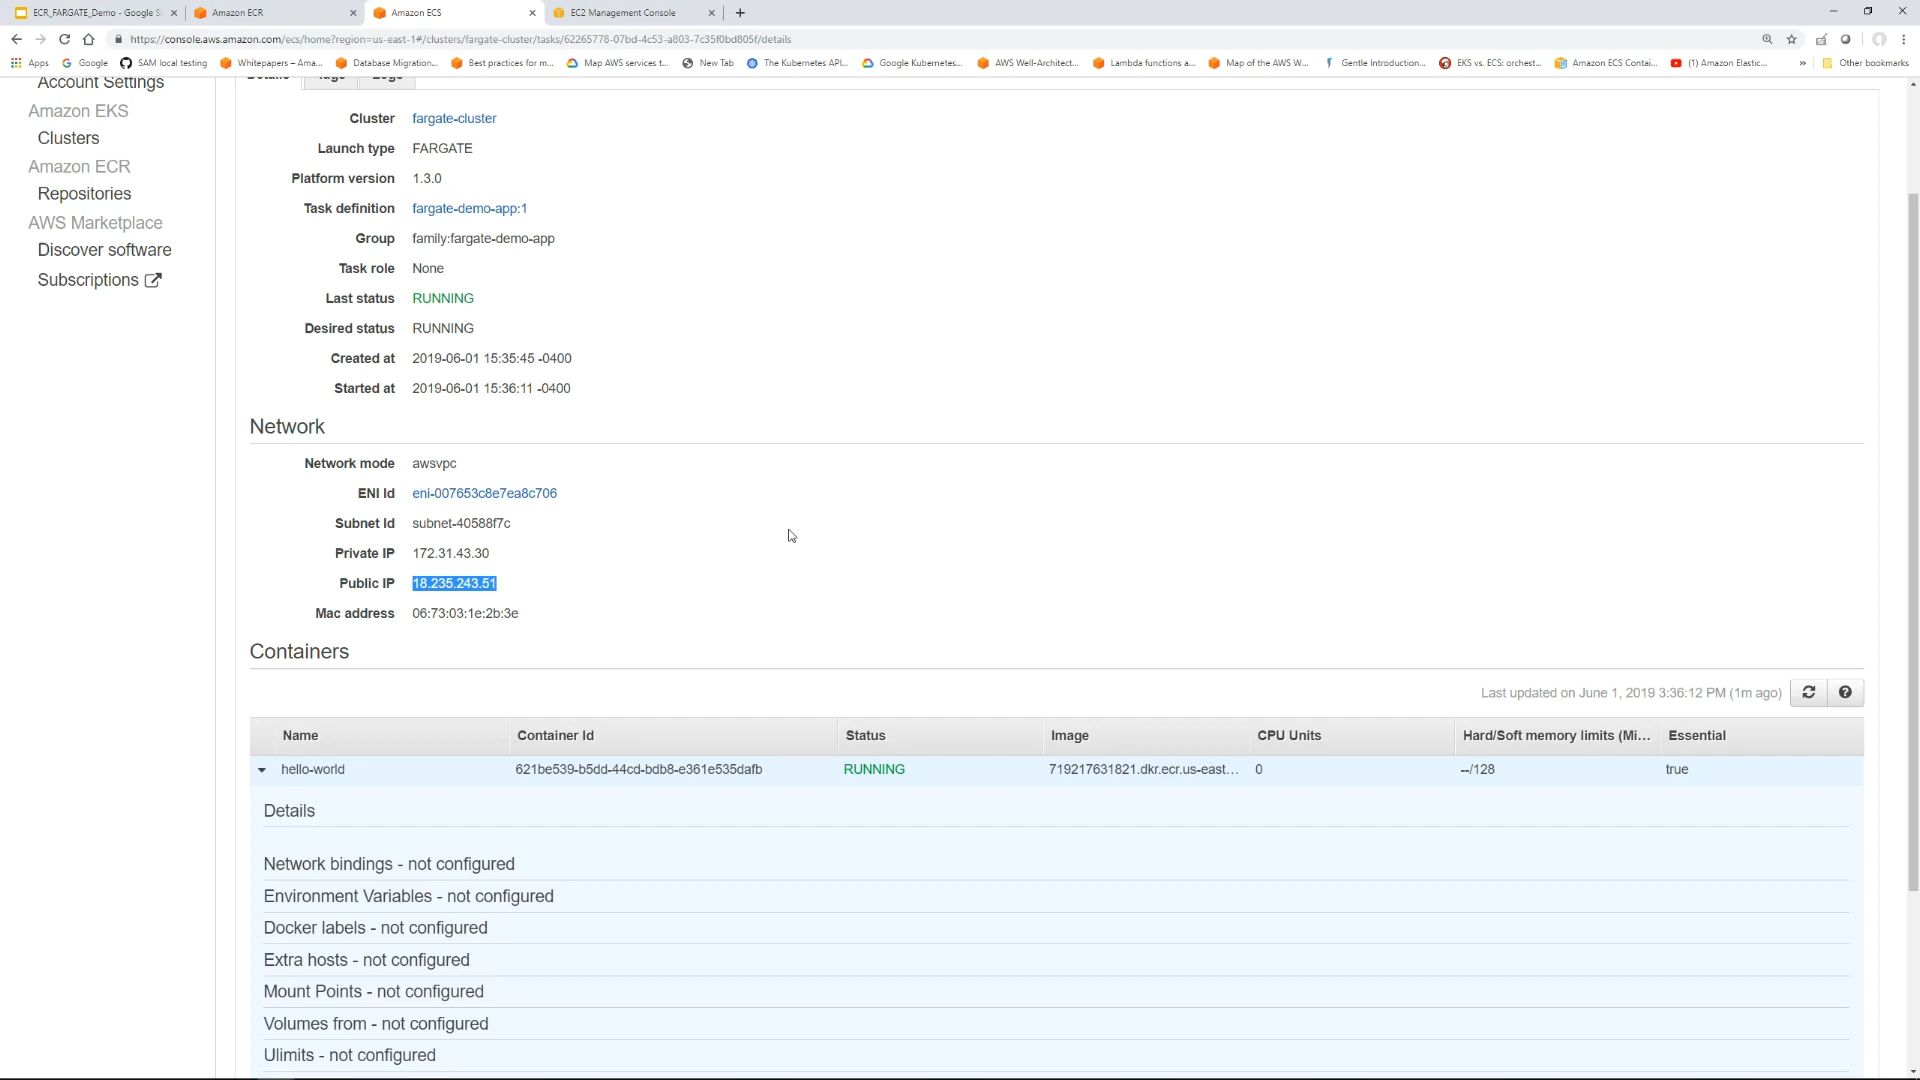 ECR_FARGATE_Demo - Google Sl
Amazon ECR
Amazon ECS
EC2 Management Console
https://console.aws.amazon.com/ecs/home?region=us-east-1#/clusters/fargate-cluster/tasks/62265778-07bd-4c53-a803-7c35f0bd805f/details
Apps
Google
SAM local testing
Whitepapers – Ama...
Database Migration...
Best practices for m...
Map AWS services t...
New Tab
The Kubernetes API...
Google Kubernetes...
AWS Well-Architect...
Lambda functions a...
Map of the AWS W...
Gentle Introduction...
EKS vs. ECS: orchest...
Amazon ECS Contai...
(1) Amazon Elastic...
»
Other bookmarks
Account Settings
Amazon EKS
Clusters
Amazon ECR
Repositories
AWS Marketplace
Discover software
Subscriptions
Details Tags Logs
Cluster fargate-cluster
Launch type FARGATE
Platform version 1.3.0
Task definition fargate-demo-app:1
Group family:fargate-demo-app
Task role None
Last status RUNNING
Desired status RUNNING
Created at 2019-06-01 15:35:45 -0400
Started at 2019-06-01 15:36:11 -0400
Network
Network mode awsvpc
ENI Id eni-007653c8e7ea8c706
Subnet Id subnet-40588f7c
Private IP 172.31.43.30
Public IP 18.235.243.51
Mac address 06:73:03:1e:2b:3e
Containers
Last updated on June 1, 2019 3:36:12 PM (1m ago)
Name Container Id Status Image CPU Units Hard/Soft memory limits (Mi... Essential
hello-world 621be539-b5dd-44cd-bdb8-e361e535dafb RUNNING 719217631821.dkr.ecr.us-east... 0 --/128 true
Details
Network bindings - not configured
Environment Variables - not configured
Docker labels - not configured
Extra hosts - not configured
Mount Points - not configured
Volumes from - not configured
Ulimits - not configured